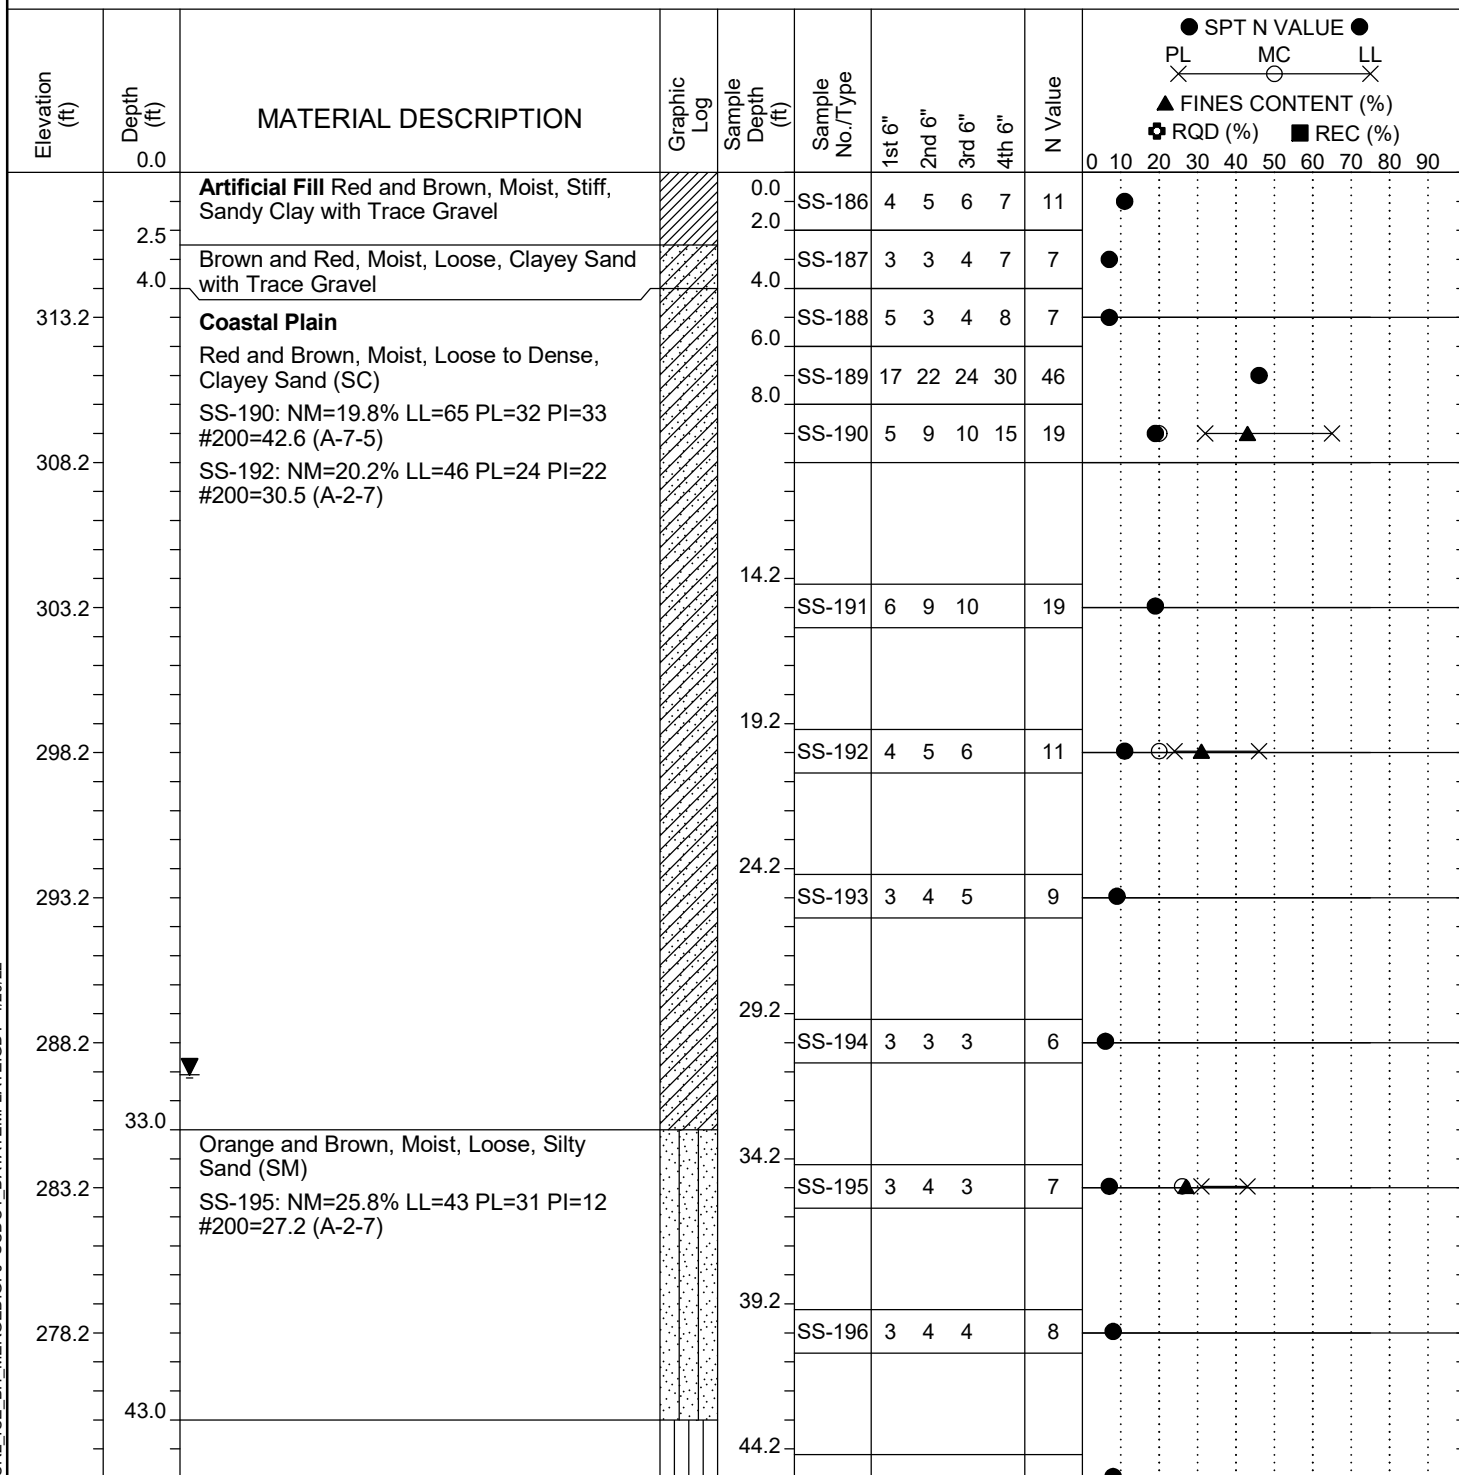 Elevation (ft)
Depth (ft)
0.0
MATERIAL DESCRIPTION
Graphic Log
Sample Depth (ft)
Sample No./Type
1st 6"
2nd 6"
3rd 6"
4th 6"
N Value
SPT N VALUE
PL MC LL
FINES CONTENT (%)
RQD (%) REC (%)
0 10 20 30 40 50 60 70 80 90
Artificial Fill Red and Brown, Moist, Stiff,
Sandy Clay with Trace Gravel
0.0
SS-186 4 5 6 7 11
2.0
2.5
Brown and Red, Moist, Loose, Clayey Sand
with Trace Gravel
SS-187 3 3 4 7 7
4.0
4.0
313.2
Coastal Plain
SS-188 5 3 4 8 7
6.0
Red and Brown, Moist, Loose to Dense,
Clayey Sand (SC)
SS-189 17 22 24 30 46
8.0
SS-190: NM=19.8% LL=65 PL=32 PI=33
#200=42.6 (A-7-5)
SS-190 5 9 10 15 19
308.2
SS-192: NM=20.2% LL=46 PL=24 PI=22
#200=30.5 (A-2-7)
14.2
303.2
SS-191 6 9 10 19
19.2
298.2
SS-192 4 5 6 11
24.2
293.2
SS-193 3 4 5 9
29.2
288.2
SS-194 3 3 3 6
33.0
Orange and Brown, Moist, Loose, Silty
Sand (SM)
34.2
283.2
SS-195 3 4 3 7
SS-195: NM=25.8% LL=43 PL=31 PI=12
#200=27.2 (A-2-7)
39.2
278.2
SS-196 3 4 4 8
43.0
44.2